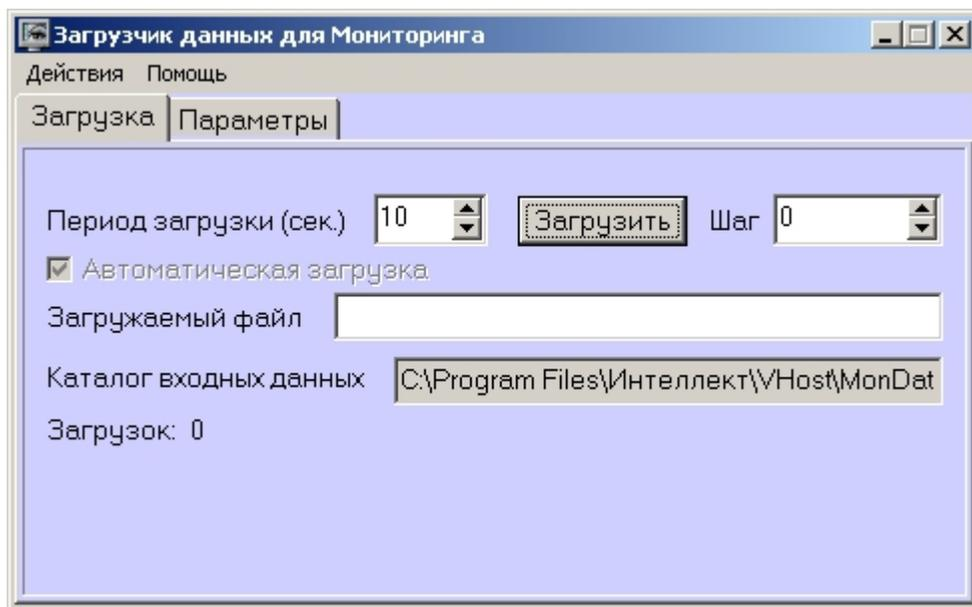 Загрузчик данных для Мониторинга
Действия Помощь
Загрузка Параметры
Период загрузки (сек.) 10 Загрузить Шаг 0
Автоматическая загрузка
Загружаемый файл
Каталог входных данных C:\Program Files\Интеллект\VHost\MonDat
Загрузок: 0